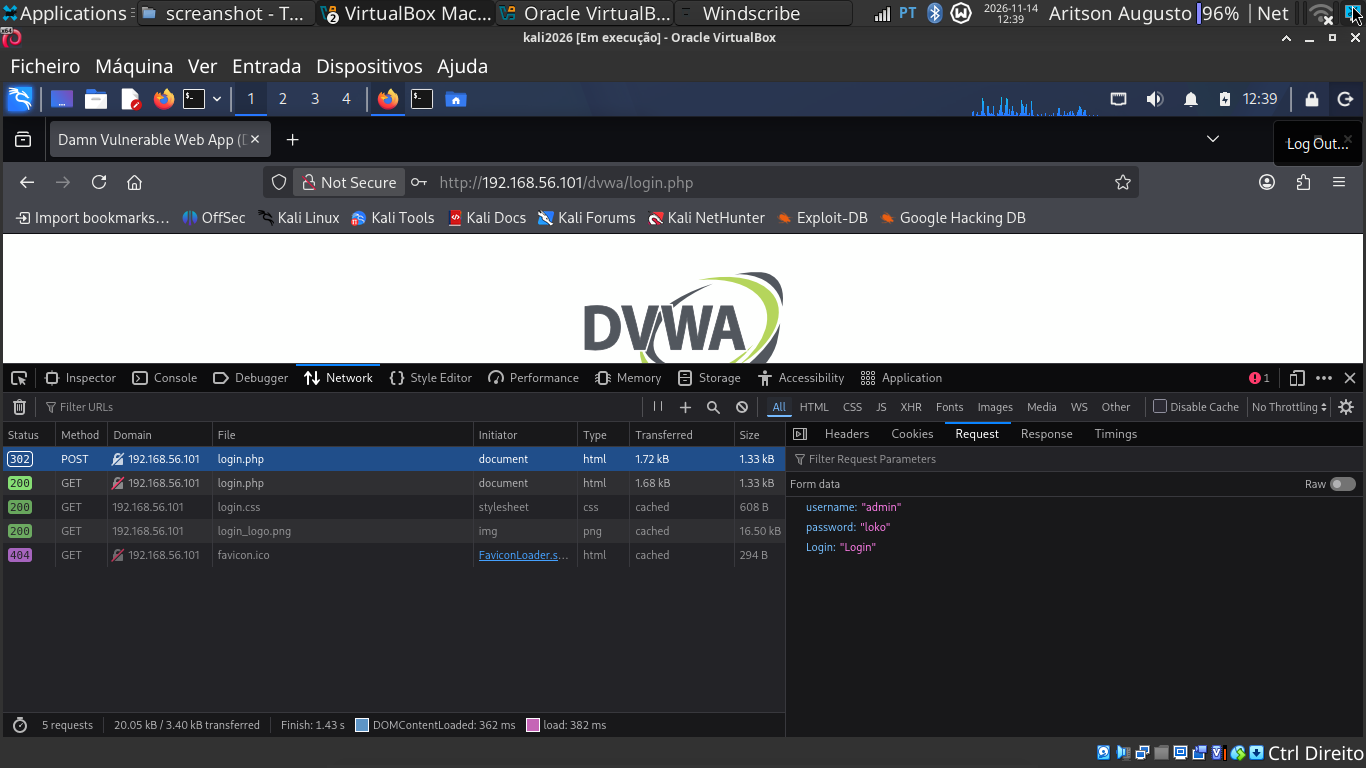 Applications screanshot - T... 2 VirtualBox Mac... Oracle VirtualB... Windscribe PT 2026-11-14 12:39 Aritson Augusto 96% | Net
x64 kali2026 [Em execução] - Oracle VirtualBox
Ficheiro Máquina Ver Entrada Dispositivos Ajuda
1 2 3 4 12:39
Damn Vulnerable Web App (D Log Out...
Not Secure http://192.168.56.101/dvwa/login.php
Import bookmarks... OffSec Kali Linux Kali Tools Kali Docs Kali Forums Kali NetHunter Exploit-DB Google Hacking DB
DVWA
Inspector Console Debugger Network Style Editor Performance Memory Storage Accessibility Application 1
Filter URLs All HTML CSS JS XHR Fonts Images Media WS Other Disable Cache No Throttling
Status Method Domain File Initiator Type Transferred Size Headers Cookies Request Response Timings
302 POST 192.168.56.101 login.php document html 1.72 kB 1.33 kB Filter Request Parameters
200 GET 192.168.56.101 login.php document html 1.68 kB 1.33 kB Form data Raw
200 GET 192.168.56.101 login.css stylesheet css cached 608 B username: "admin"
200 GET 192.168.56.101 login_logo.png img png cached 16.50 kB password: "loko"
404 GET 192.168.56.101 favicon.ico FaviconLoader.s... html cached 294 B Login: "Login"
5 requests 20.05 kB / 3.40 kB transferred Finish: 1.43 s DOMContentLoaded: 362 ms load: 382 ms
Ctrl Direito